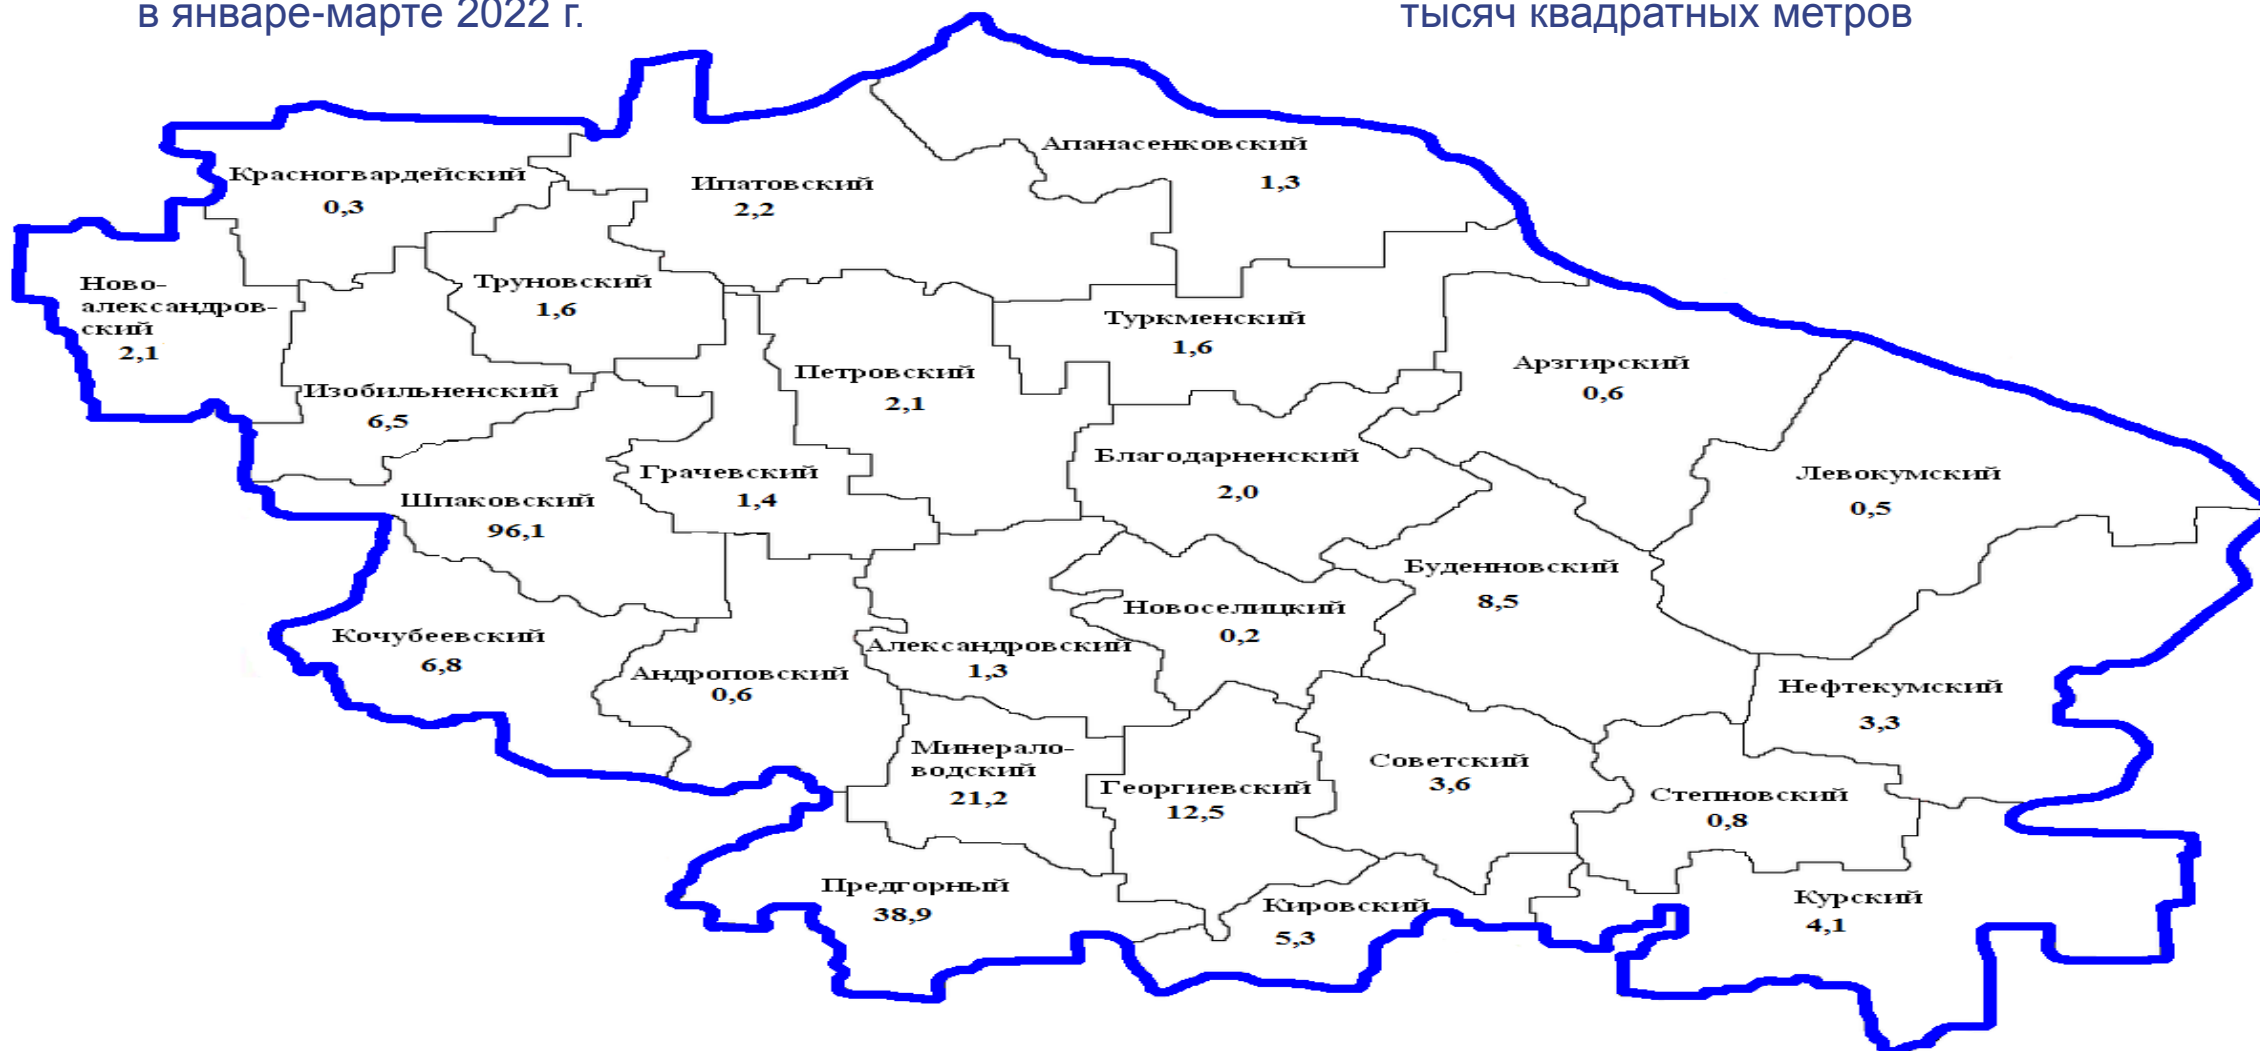 в январе-марте 2022 г.
тысяч квадратных метров
Апанасенковский
1,3
Красногвардейский
0,3
Ипатовский
2,2
Ново-
александров-
ский
2,1
Труновский
1,6
Туркменский
1,6
Петровский
2,1
Арзгирский
0,6
Изобильненский
6,5
Благодарненский
2,0
Грачевский
1,4
Левокумский
0,5
Шпаковский
96,1
Буденновский
8,5
Новоселицкий
0,2
Кочубеевский
6,8
Александровский
1,3
Андроповский
0,6
Нефтекумский
3,3
Минерало-
водский
21,2
Георгиевский
12,5
Советский
3,6
Степновский
0,8
Предгорный
38,9
Кировский
5,3
Курский
4,1